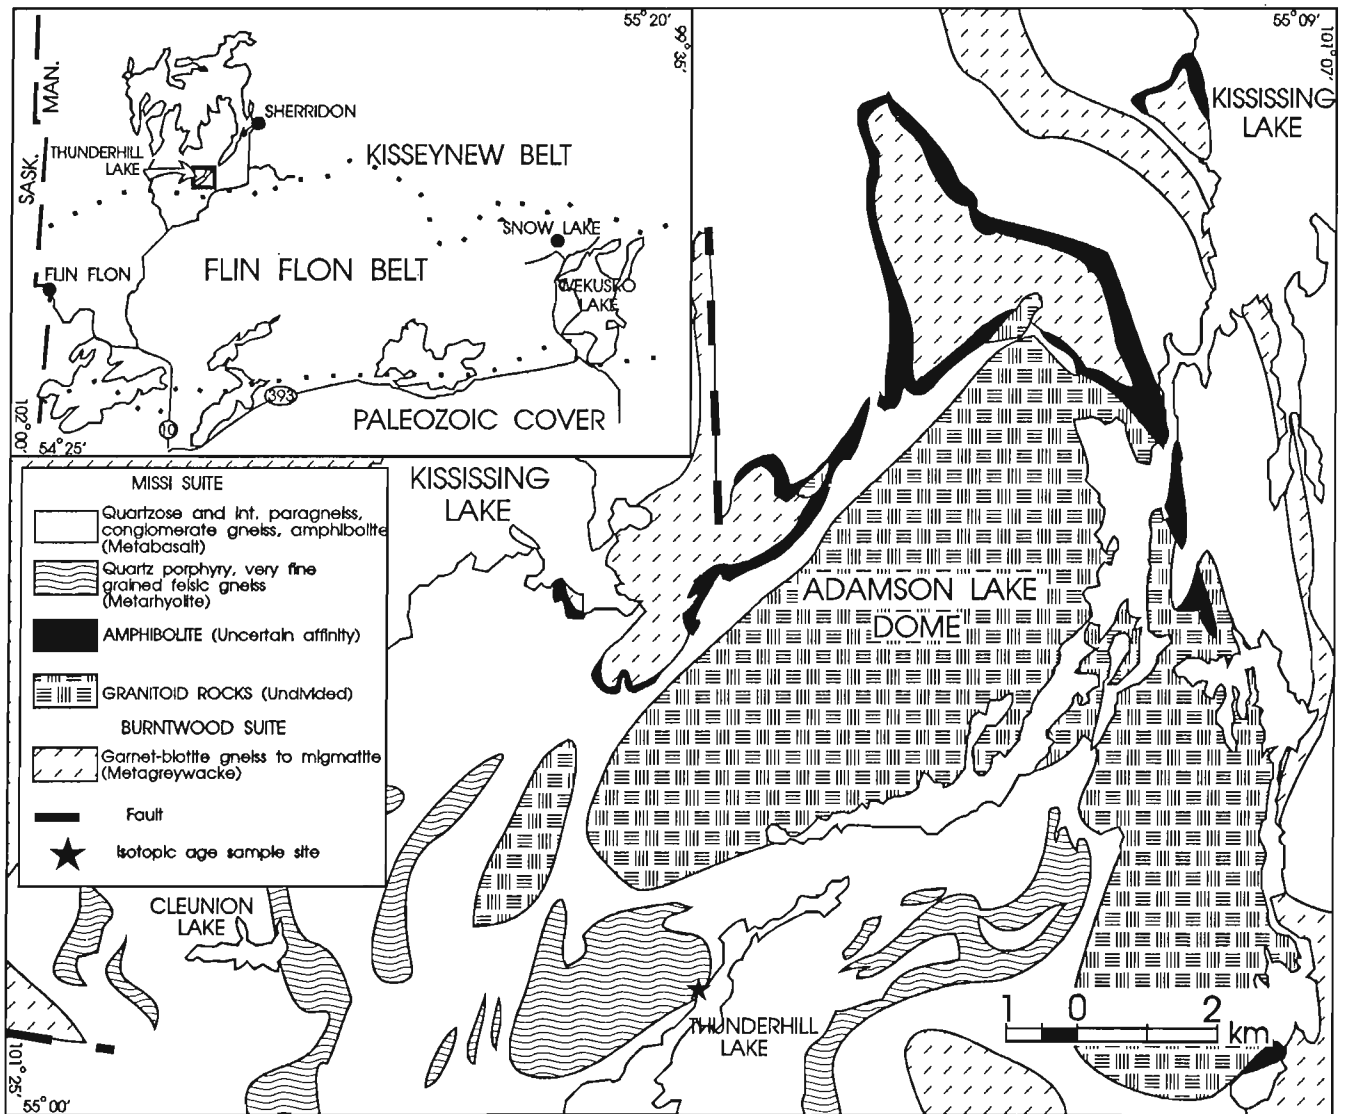 55°20'
99°35'
MAN.
SASK.
SHERRIDON
THUNDERHILL
LAKE
KISSEYNEW BELT
SNOW LAKE
FLIN FLON
FLIN FLON BELT
WEKUSKO
LAKE
393
PALEOZOIC COVER
10
102°00'
54°25'
55°09'
101°07'
KISSISSING
LAKE
KISSISSING
LAKE
MISSI SUITE
Quartzose and int. paragneiss,
conglomerate gneiss, amphibolite
(Metabasalt)
Quartz porphyry, very fine
grained felsic gneiss
(Metarhyolite)
AMPHIBOLITE (Uncertain affinity)
GRANITOID ROCKS (Undivided)
BURNTWOOD SUITE
Garnet-biotite gneiss to migmatite
(Metagreywacke)
Fault
Isotopic age sample site
ADAMSON LAKE
DOME
CLEUNION
LAKE
THUNDERHILL
LAKE
1 0 2
km
101°25'
55°00'